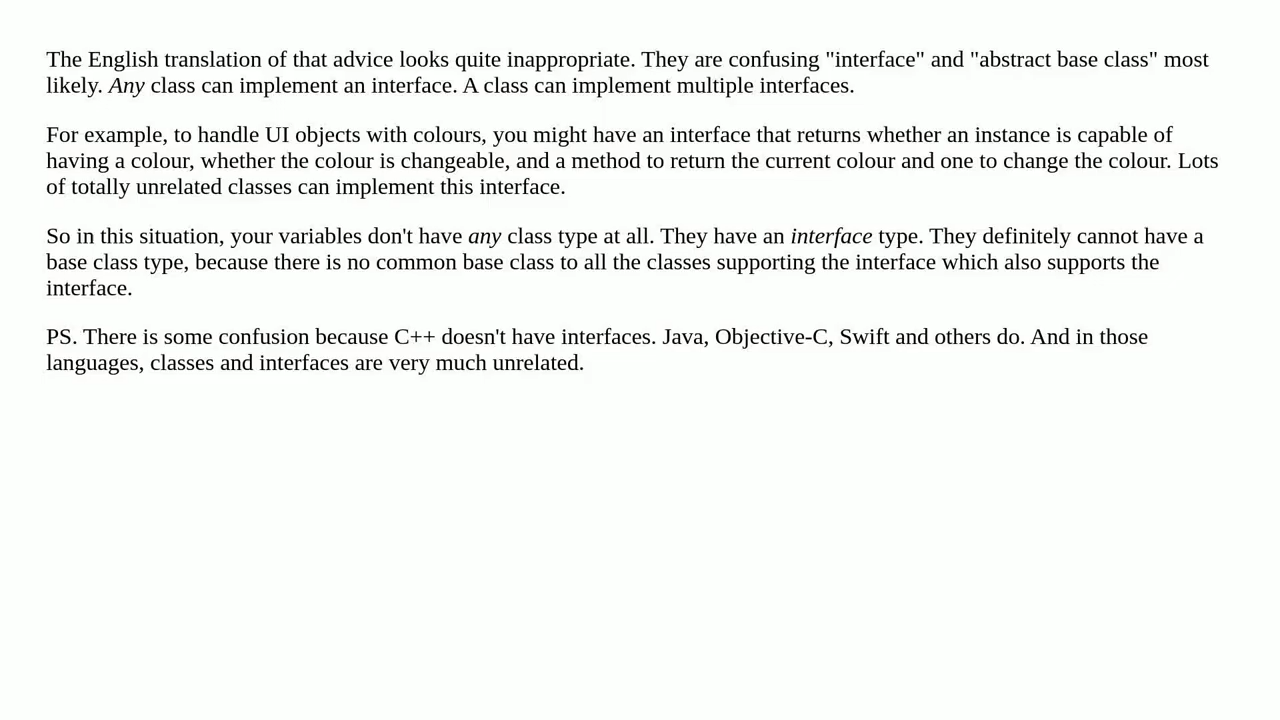 The English translation of that advice looks quite inappropriate. They are confusing "interface" and "abstract base class" most
likely. Any class can implement an interface. A class can implement multiple interfaces.
For example, to handle UI objects with colours, you might have an interface that returns whether an instance is capable of
having a colour, whether the colour is changeable, and a method to return the current colour and one to change the colour. Lots
of totally unrelated classes can implement this interface.
So in this situation, your variables don't have any class type at all. They have an interface type. They definitely cannot have a
base class type, because there is no common base class to all the classes supporting the interface which also supports the
interface.
PS. There is some confusion because C++ doesn't have interfaces. Java, Objective-C, Swift and others do. And in those
languages, classes and interfaces are very much unrelated.